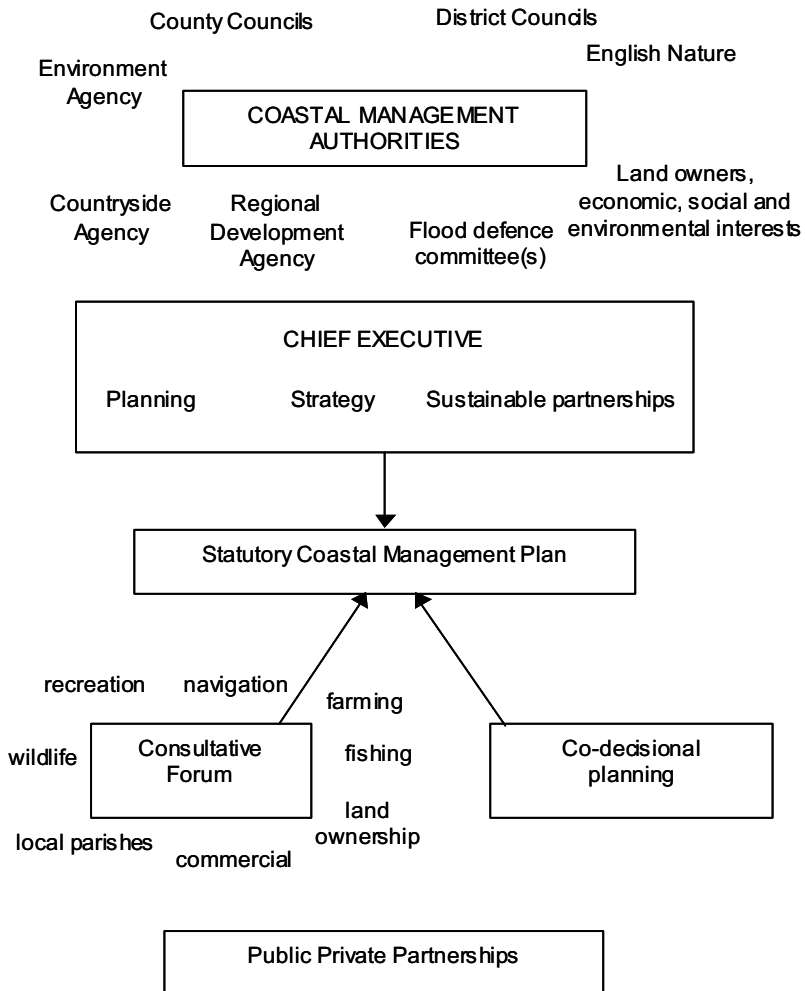 County Councils
District Councils
English Nature
Environment
Agency
COASTAL MANAGEMENT
AUTHORITIES
Land owners,
economic, social and
environmental interests
Countryside
Agency
Regional
Development
Agency
Flood defence
committee(s)
CHIEF EXECUTIVE
Planning
Strategy
Sustainable partnerships
Statutory Coastal Management Plan
recreation
navigation
farming
wildlife
Consultative
Forum
fishing
Co-decisional
planning
land
ownership
local parishes
commercial
Public Private Partnerships